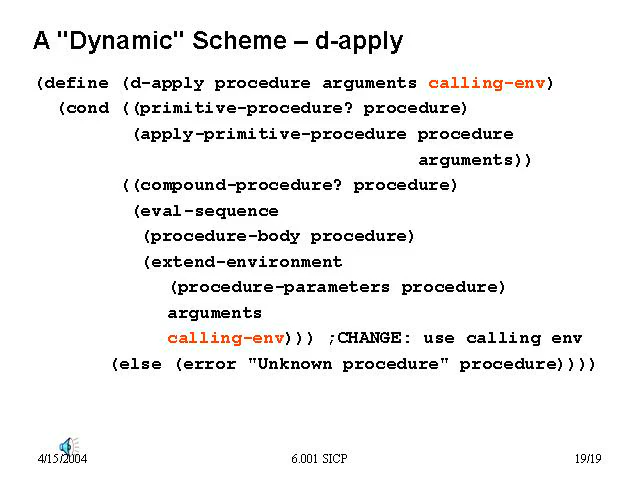 A "Dynamic" Scheme – d-apply
(define (d-apply procedure arguments calling-env)
(cond ((primitive-procedure? procedure)
(apply-primitive-procedure procedure
arguments))
((compound-procedure? procedure)
(eval-sequence
(procedure-body procedure)
(extend-environment
(procedure-parameters procedure)
arguments
calling-env))) ;CHANGE: use calling env
(else (error "Unknown procedure" procedure))))
4/15/2004 6.001 SICP 19/19